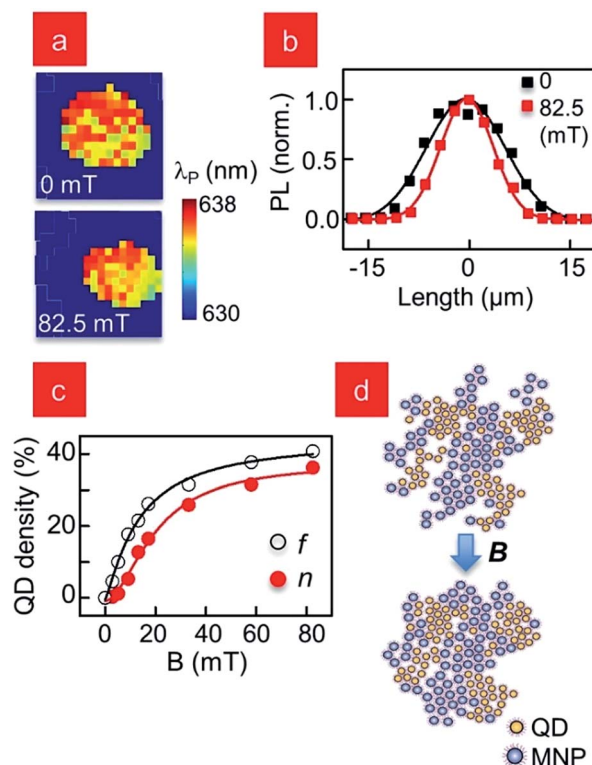 a
0 mT
82.5 mT
λP (nm)
638
630
b
0
82.5
(mT)
PL (norm.)
1.0
0.5
0.0
-15
0
15
Length (µm)
c
QD density (%)
40
20
0
f
n
0
20
40
60
80
B (mT)
d
B
QD
MNP